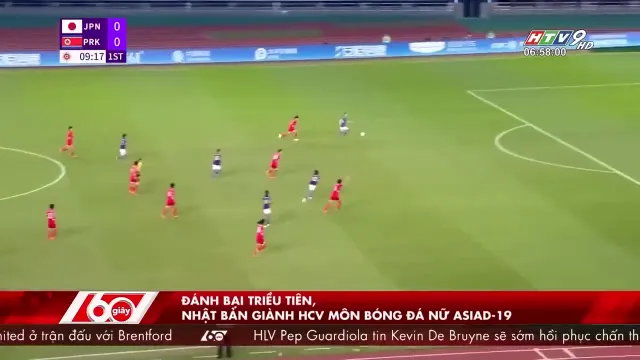 JPN 0
PRK 0
09:17 1ST
HTV9 HD
06:58:00
60 giây
ĐÁNH BẠI TRIỀU TIÊN,
NHẬT BẢN GIÀNH HCV MÔN BÓNG ĐÁ NỮ ASIAD-19
nited ở trận đấu với Brentford HLV Pep Guardiola tin Kevin De Bruyne sẽ sớm hồi phục chấn th